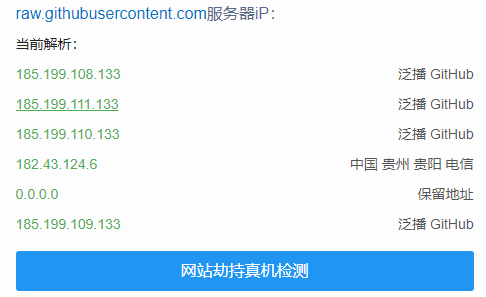 raw.githubusercontent.com服务器iP：
当前解析：
185.199.108.133 泛播 GitHub
185.199.111.133 泛播 GitHub
185.199.110.133 泛播 GitHub
182.43.124.6 中国 贵州 贵阳 电信
0.0.0.0 保留地址
185.199.109.133 泛播 GitHub
网站劫持真机检测